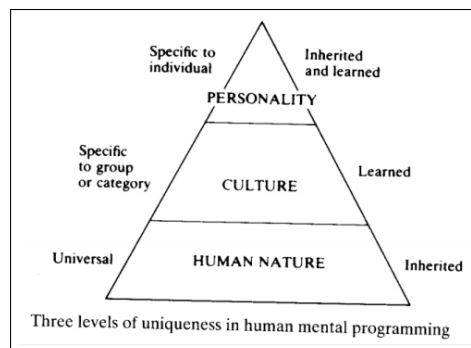 Specific to
individual
Inherited
and learned
PERSONALITY
Specific
to group
or category
CULTURE
Learned
Universal
HUMAN NATURE
Inherited
Three levels of uniqueness in human mental programming